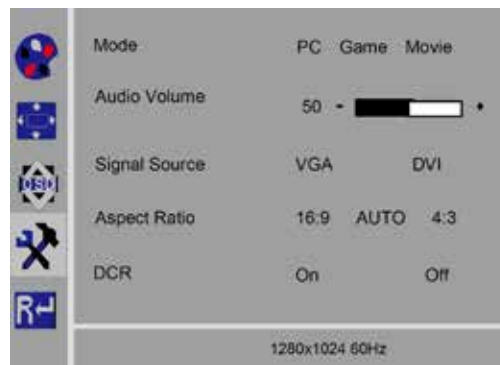 Mode PC Game Movie
Audio Volume 50 - +
Signal Source VGA DVI
OSD
Aspect Ratio 16:9 AUTO 4:3
DCR On Off
R
1280x1024 60Hz